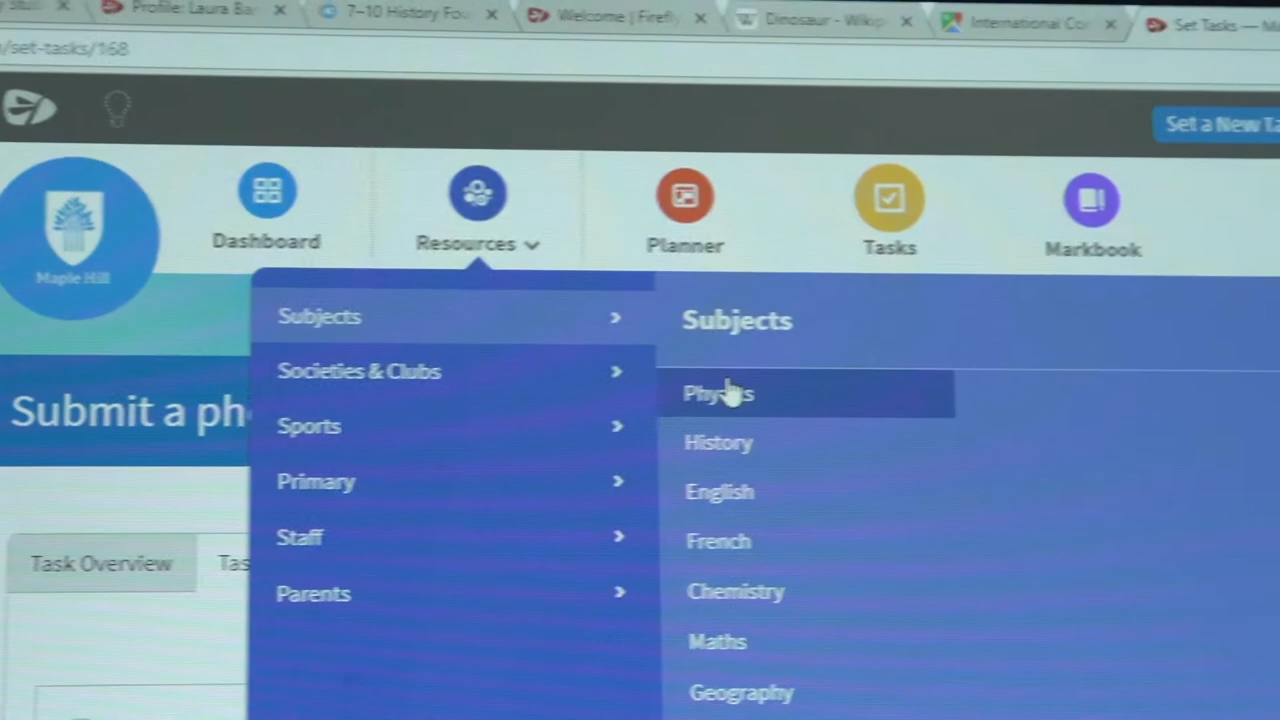 Profile: Laura Ba
7–10 History Fou
Welcome | Firefly
Dinosaur - Wikip
International Co
Set Tasks — M
/set-tasks/168
Set a New Ta
Maple Hill
Dashboard
Resources
Planner
Tasks
Markbook
Subjects
Societies & Clubs
Sports
Primary
Staff
Parents
Subjects
Physics
History
English
French
Chemistry
Maths
Geography
Submit a pho
Task Overview
Tas